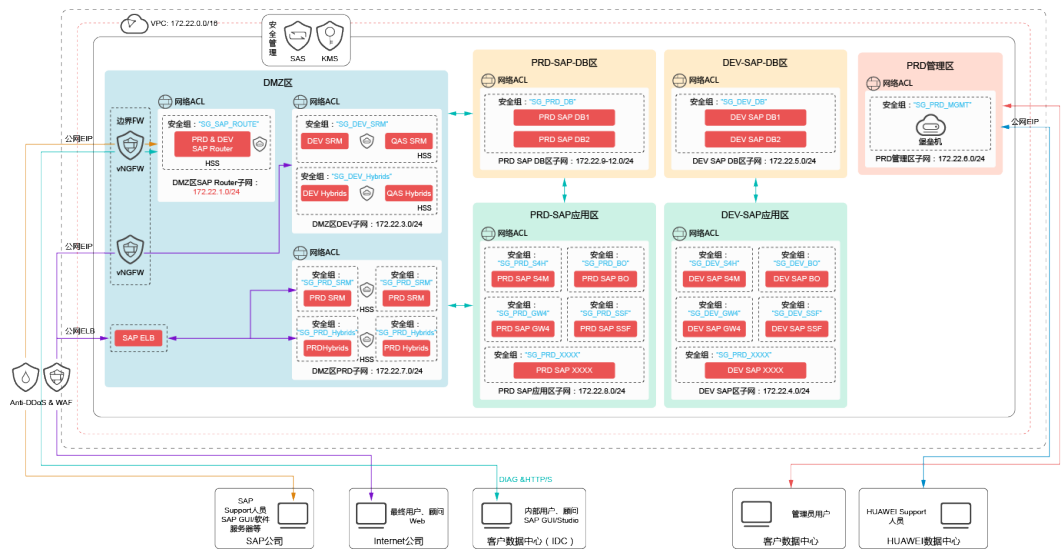 VPC: 172.22.0.0/16
安全管理
SAS
KMS
DMZ区
边界FW
公网EIP
vNGFW
网络ACL
安全组："SG_SAP_ROUTE"
PRD & DEV
SAP Router
HSS
DMZ区SAP Router子网：
172.22.1.0/24
网络ACL
安全组："SG_DEV_SRM"
DEV SRM
QAS SRM
HSS
安全组："SG_DEV_Hybrids"
DEV Hybrids
QAS Hybrids
HSS
DMZ区DEV子网：172.22.3.0/24
公网EIP
vNGFW
网络ACL
安全组：
"SG_PRD_SRM"
PRD SRM
安全组：
"SG_PRD_SRM"
PRD SRM
HSS
安全组：
"SG_PRD_Hybrids"
PRDHybrids
安全组：
"SG_PRD_Hybrids"
PRD Hybrids
HSS
DMZ区PRD子网：172.22.7.0/24
公网ELB
SAP ELB
Anti-DDoS & WAF
PRD-SAP-DB区
网络ACL
安全组："SG_PRD_DB"
PRD SAP DB1
PRD SAP DB2
PRD SAP DB区子网：172.22.9-12.0/24
DEV-SAP-DB区
网络ACL
安全组："SG_DEV_DB"
DEV SAP DB1
DEV SAP DB2
DEV SAP DB区子网：172.22.5.0/24
PRD管理区
网络ACL
安全组："SG_PRD_MGMT"
堡垒机
PRD管理区子网：172.22.6.0/24
公网EIP
PRD-SAP应用区
网络ACL
安全组：
"SG_PRD_S4H"
PRD SAP S4M
安全组：
"SG_PRD_BO"
PRD SAP BO
安全组：
"SG_PRD_GW4"
PRD SAP GW4
安全组：
"SG_PRD_SSF"
PRD SAP SSF
安全组："SG_PRD_XXXX"
PRD SAP XXXX
PRD SAP应用区子网：172.22.8.0/24
DEV-SAP应用区
网络ACL
安全组：
"SG_DEV_S4H"
DEV SAP S4M
安全组：
"SG_DEV_BO"
DEV SAP BO
安全组：
"SG_DEV_GW4"
DEV SAP GW4
安全组：
"SG_DEV_SSF"
DEV SAP SSF
安全组："SG_PRD_XXXX"
DEV SAP XXXX
DEV SAP区子网：172.22.4.0/24
DIAG &HTTP/S
SAP
Support人员
SAP GUI/软件
服务器等
SAP公司
最终用户、顾问
Web
Internet公司
内部用户、顾问
SAP GUI/Studio
客户数据中心（IDC）
管理员用户
客户数据中心
HUAWEI Support
人员
HUAWEI数据中心